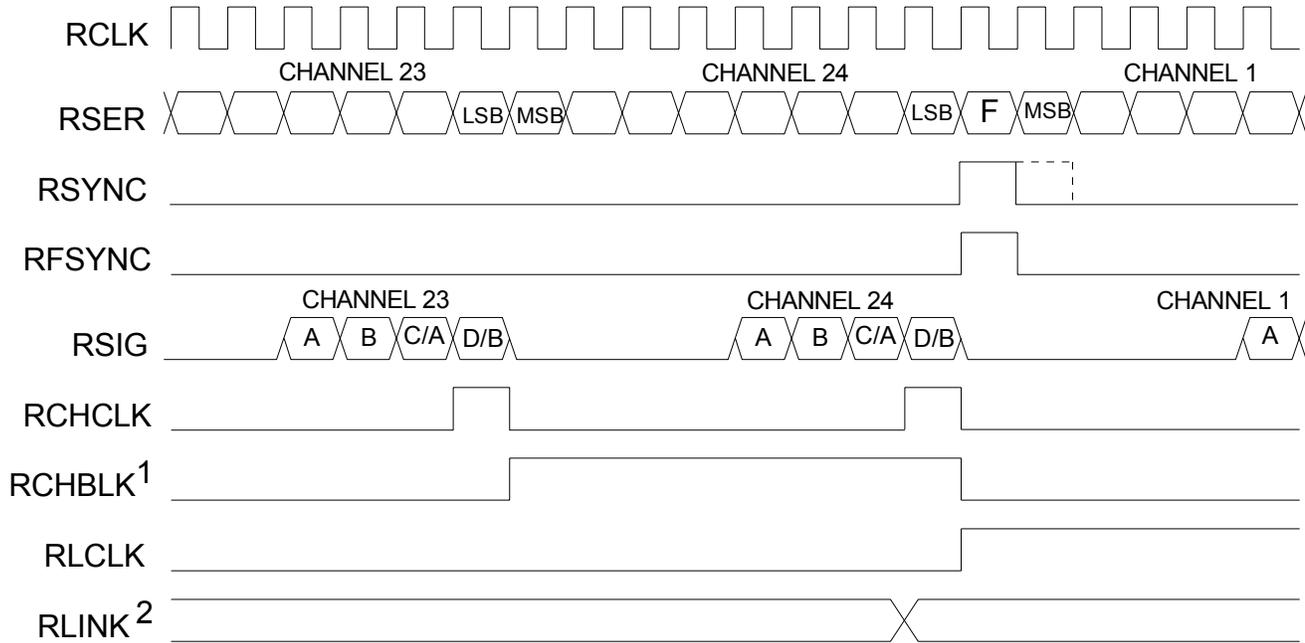 RCLK
CHANNEL 23 CHANNEL 24 CHANNEL 1
RSER LSB MSB LSB F MSB
RSYNC
RFSYNC
CHANNEL 23 CHANNEL 24 CHANNEL 1
RSIG A B C/A D/B A B C/A D/B A
RCHCLK
RCHBLK1
RLCLK
RLINK2